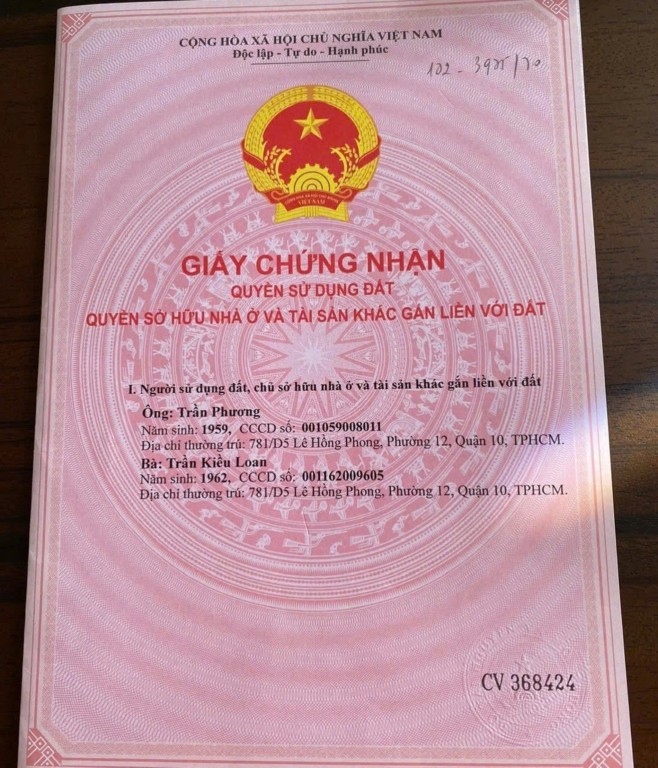 CỘNG HÒA XÃ HỘI CHỦ NGHĨA VIỆT NAM
Độc lập - Tự do - Hạnh phúc
VIỆT NAM
GIẤY CHỨNG NHẬN
QUYỀN SỬ DỤNG ĐẤT
QUYỀN SỞ HỮU NHÀ Ở VÀ TÀI SẢN KHÁC GẮN LIỀN VỚI ĐẤT
I. Người sử dụng đất, chủ sở hữu nhà ở và tài sản khác gắn liền với đất
Ông: Trần Phương
Năm sinh: 1959, CCCD số: 001059008011
Địa chỉ thường trú: 781/D5 Lê Hồng Phong, Phường 12, Quận 10, TPHCM.
Bà: Trần Kiều Loan
Năm sinh: 1962, CCCD số: 001162009605
Địa chỉ thường trú: 781/D5 Lê Hồng Phong, Phường 12, Quận 10, TPHCM.
CV 368424